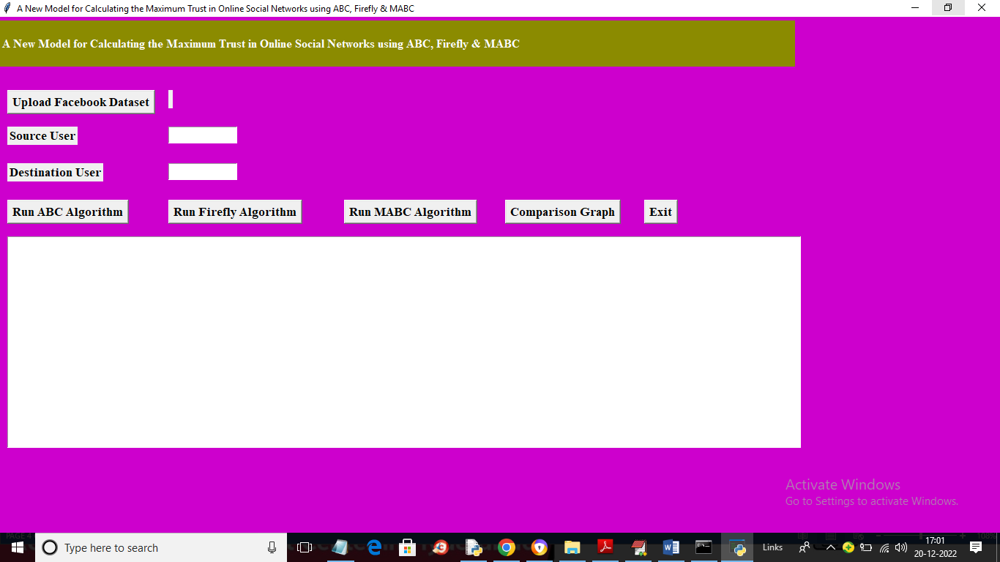 A New Model for Calculating the Maximum Trust in Online Social Networks using ABC, Firefly & MABC
A New Model for Calculating the Maximum Trust in Online Social Networks using ABC, Firefly & MABC
Upload Facebook Dataset
Source User
Destination User
Run ABC Algorithm
Run Firefly Algorithm
Run MABC Algorithm
Comparison Graph
Exit
Activate Windows
Go to Settings to activate Windows.
PAGE 4
108%
Type here to search
Links
17:01
20-12-2022